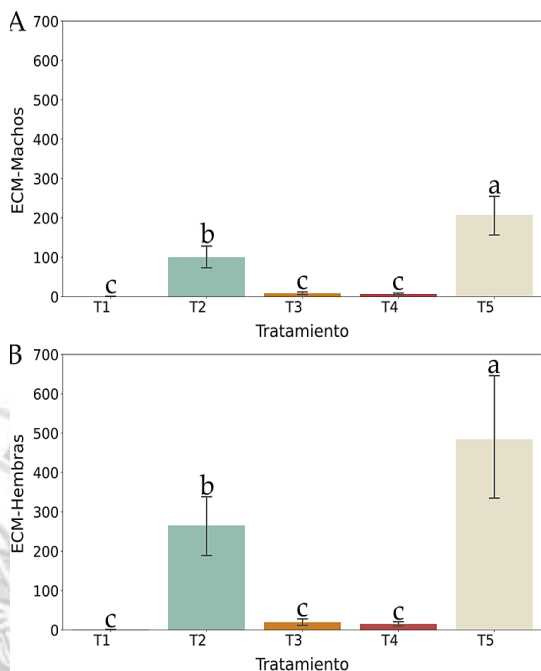 A
700
600
500
400
300
200
100
0
ECM-Machos
c
b
c
c
a
T1 T2 T3 T4 T5
Tratamiento
B
700
600
500
400
300
200
100
0
ECM-Hembras
c
b
c
c
a
T1 T2 T3 T4 T5
Tratamiento